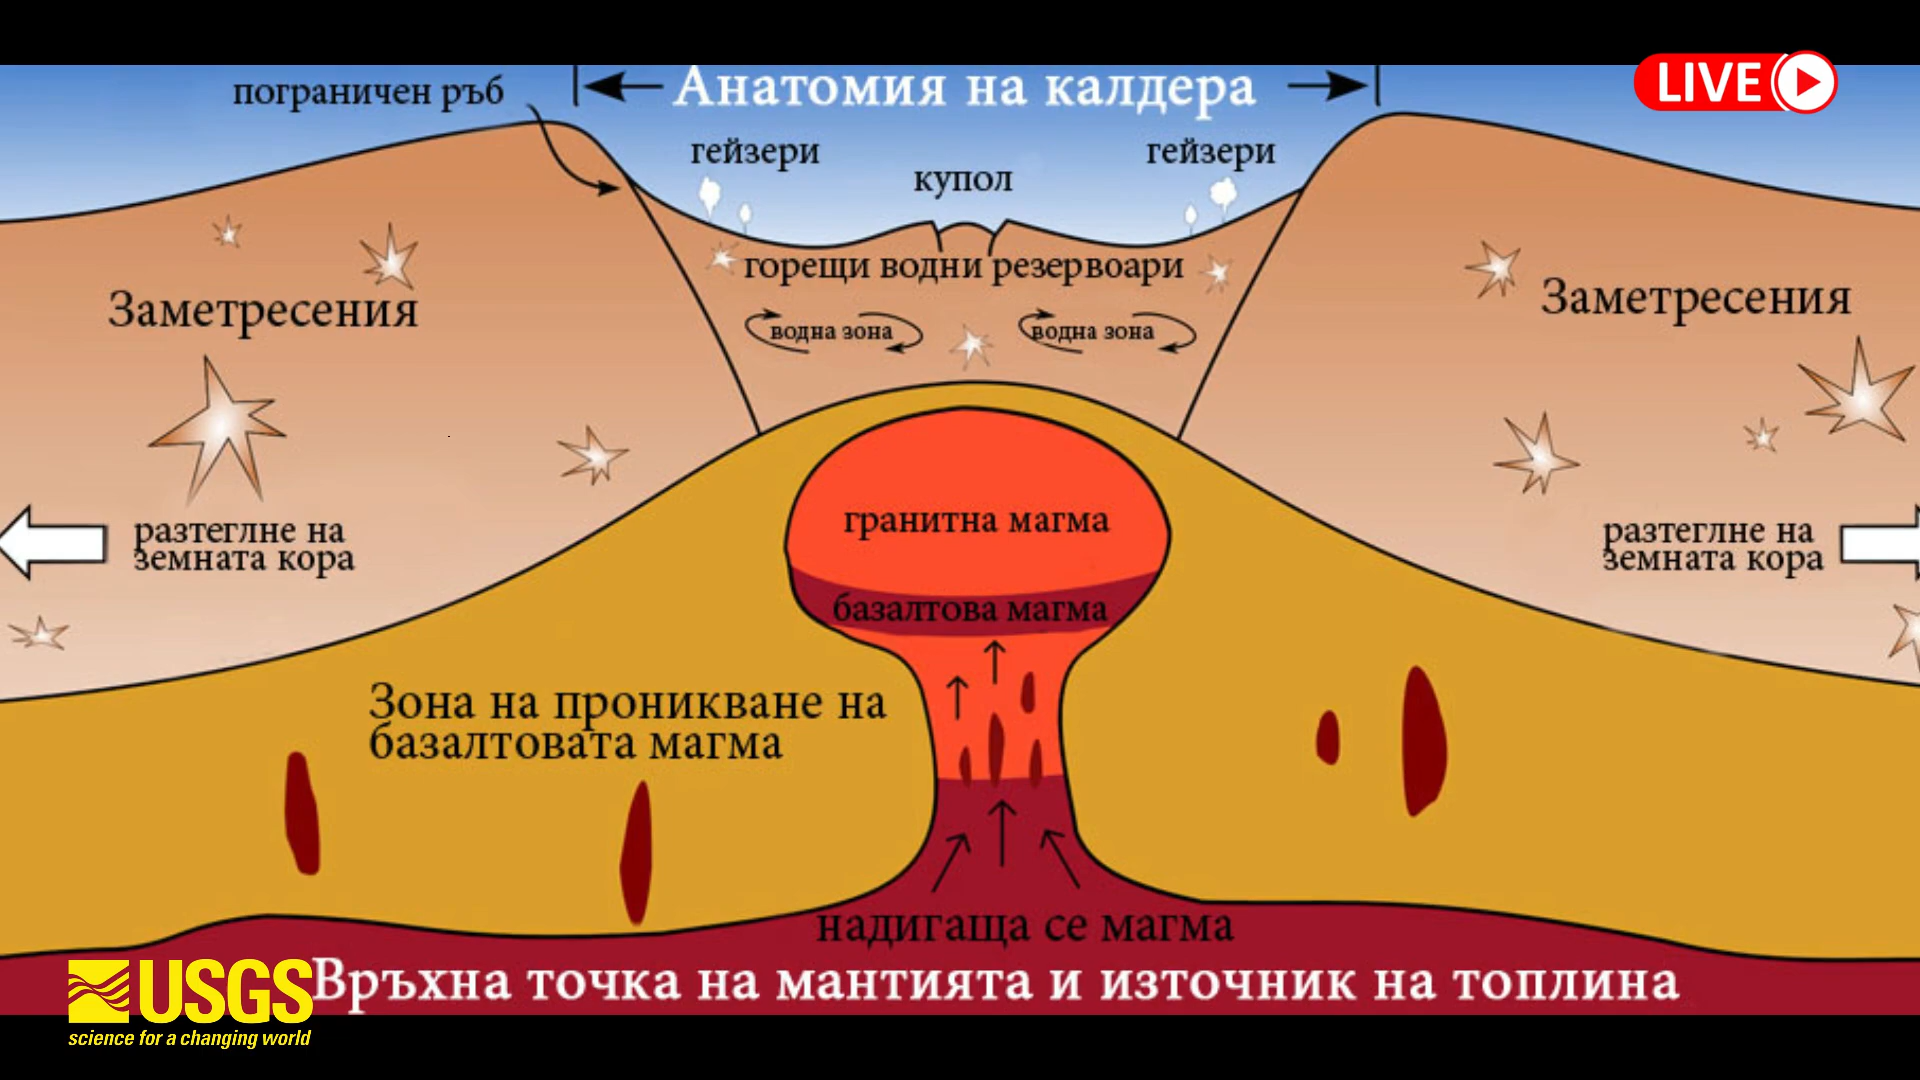 пограничен ръб
Анатомия на калдера
LIVE
гейзери
гейзери
купол
горещи водни резервоари
Заметресения
Заметресения
водна зона
водна зона
гранитна магма
разтеглне на
земната кора
разтеглне на
земната кора
базалтова магма
Зона на проникване на
базалтовата магма
надигаща се магма
USGS
Връхна точка на мантията и източник на топлина
science for a changing world